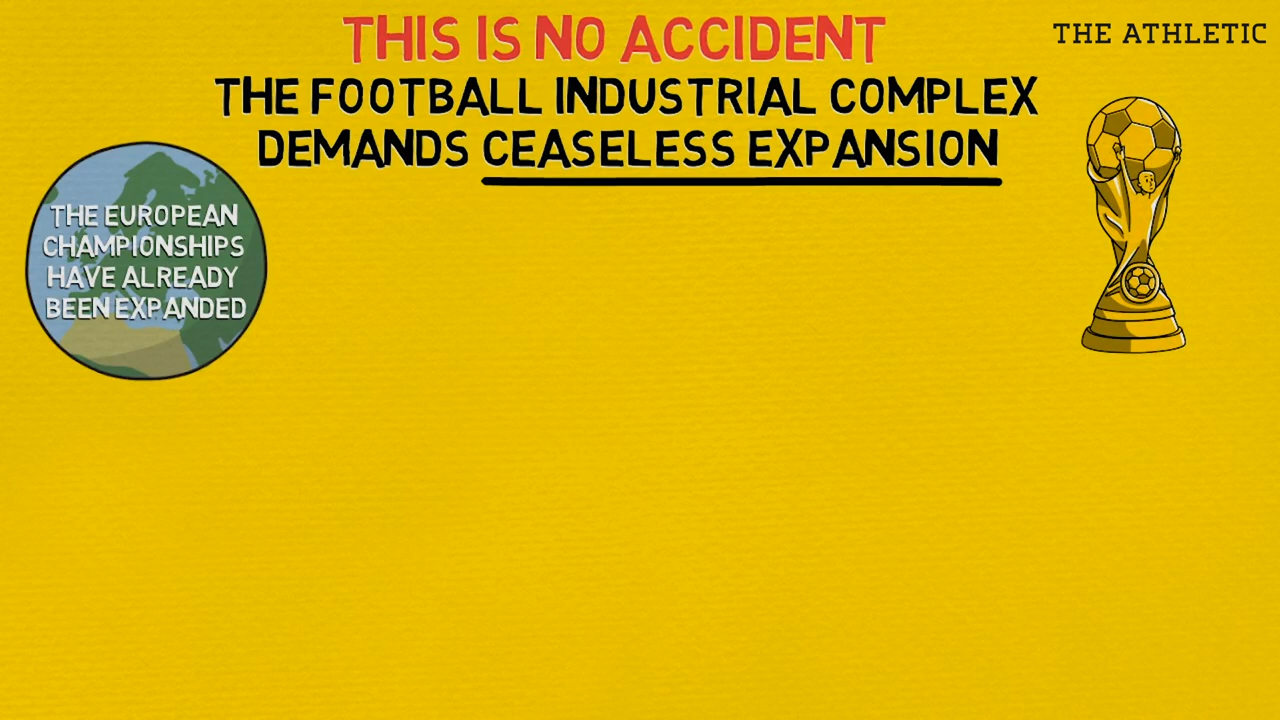 THIS IS NO ACCIDENT
THE ATHLETIC
THE FOOTBALL INDUSTRIAL COMPLEX
DEMANDS CEASELESS EXPANSION
THE EUROPEAN
CHAMPIONSHIPS
HAVE ALREADY
BEEN EXPANDED